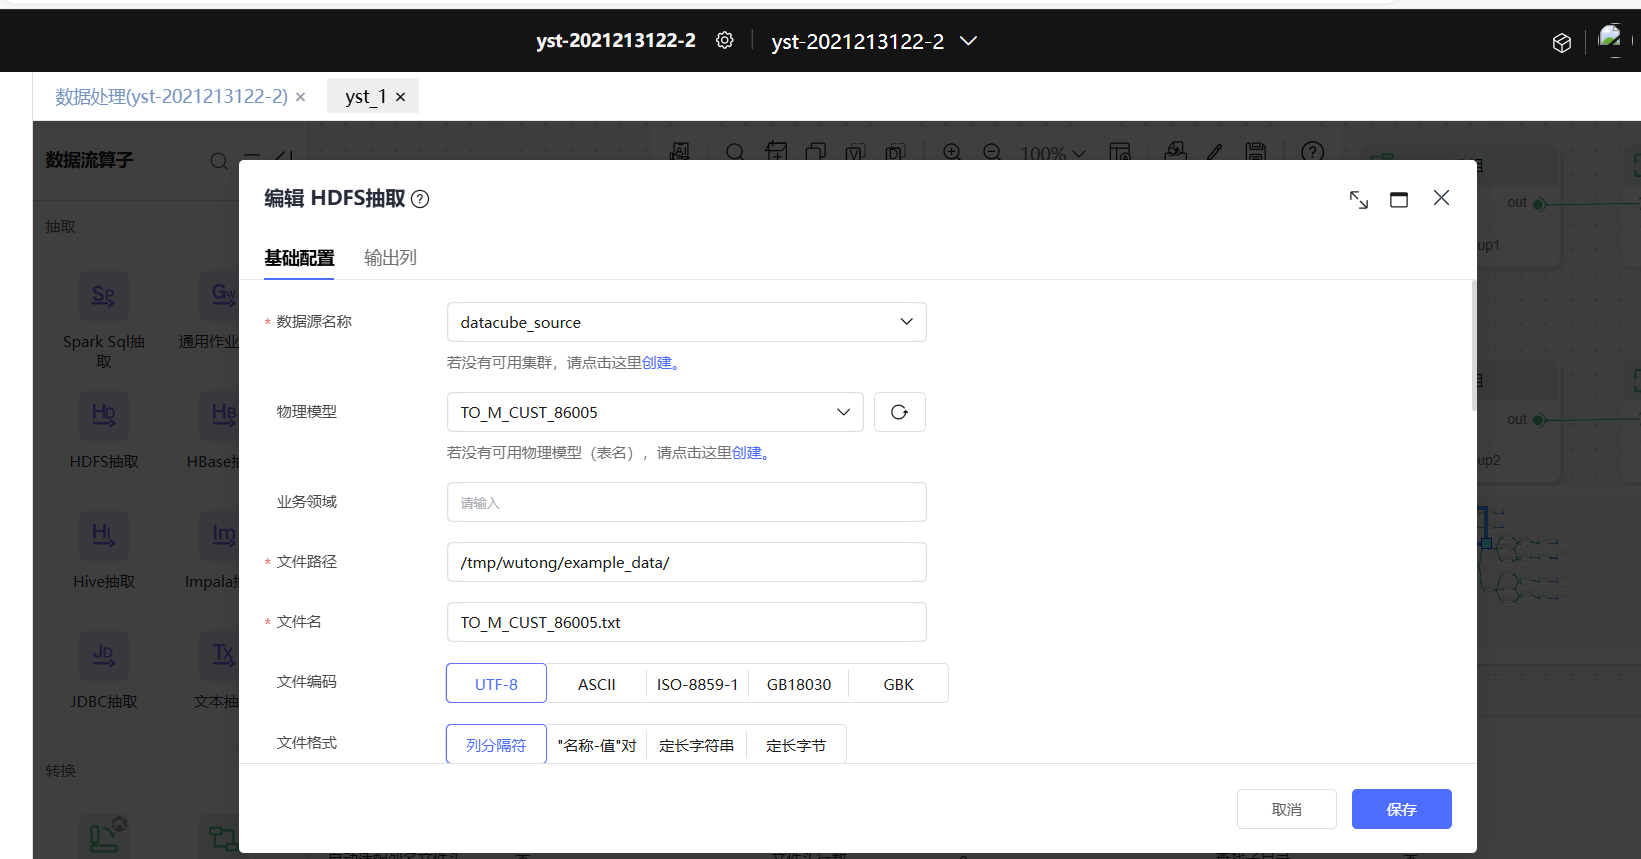 yst-2021213122-2
yst-2021213122-2
数据处理(yst-2021213122-2) ×
yst_1 ×
数据流算子
100%
抽取
Spark Sql抽取
通用作业
HDFS抽取
HBase抽
Hive抽取
Impala抽
JDBC抽取
文本抽
转换
out
up1
out
up2
编辑 HDFS抽取
基础配置
输出列
* 数据源名称
datacube_source
若没有可用集群，请点击这里创建。
物理模型
TO_M_CUST_86005
若没有可用物理模型（表名），请点击这里创建。
业务领域
请输入
* 文件路径
/tmp/wutong/example_data/
* 文件名
TO_M_CUST_86005.txt
文件编码
UTF-8 ASCII ISO-8859-1 GB18030 GBK
文件格式
列分隔符 "名称-值"对 定长字符串 定长字节
取消
保存